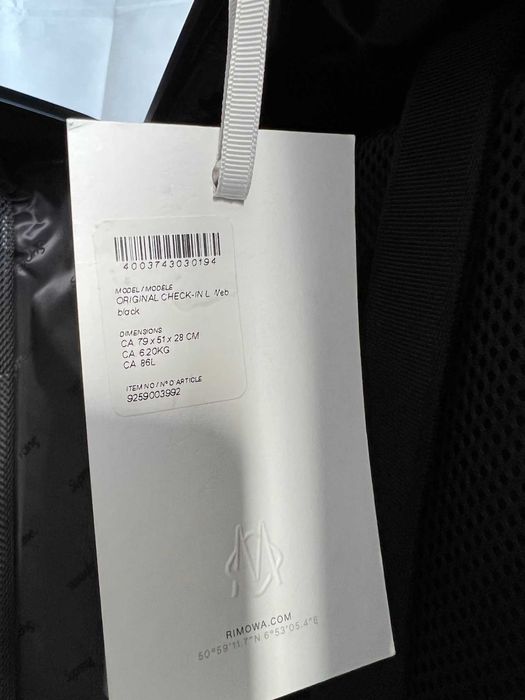 4003743030194
MODEL / MODÈLE
ORIGINAL CHECK-IN L Web
black
DIMENSIONS
CA. 79 x 51 x 28 CM
CA. 6.20KG
CA. 86L
ITEM NO / N° D ARTICLE
9259003992
RIMOWA.COM
50°59'11.7"N 6°53'05.4"E